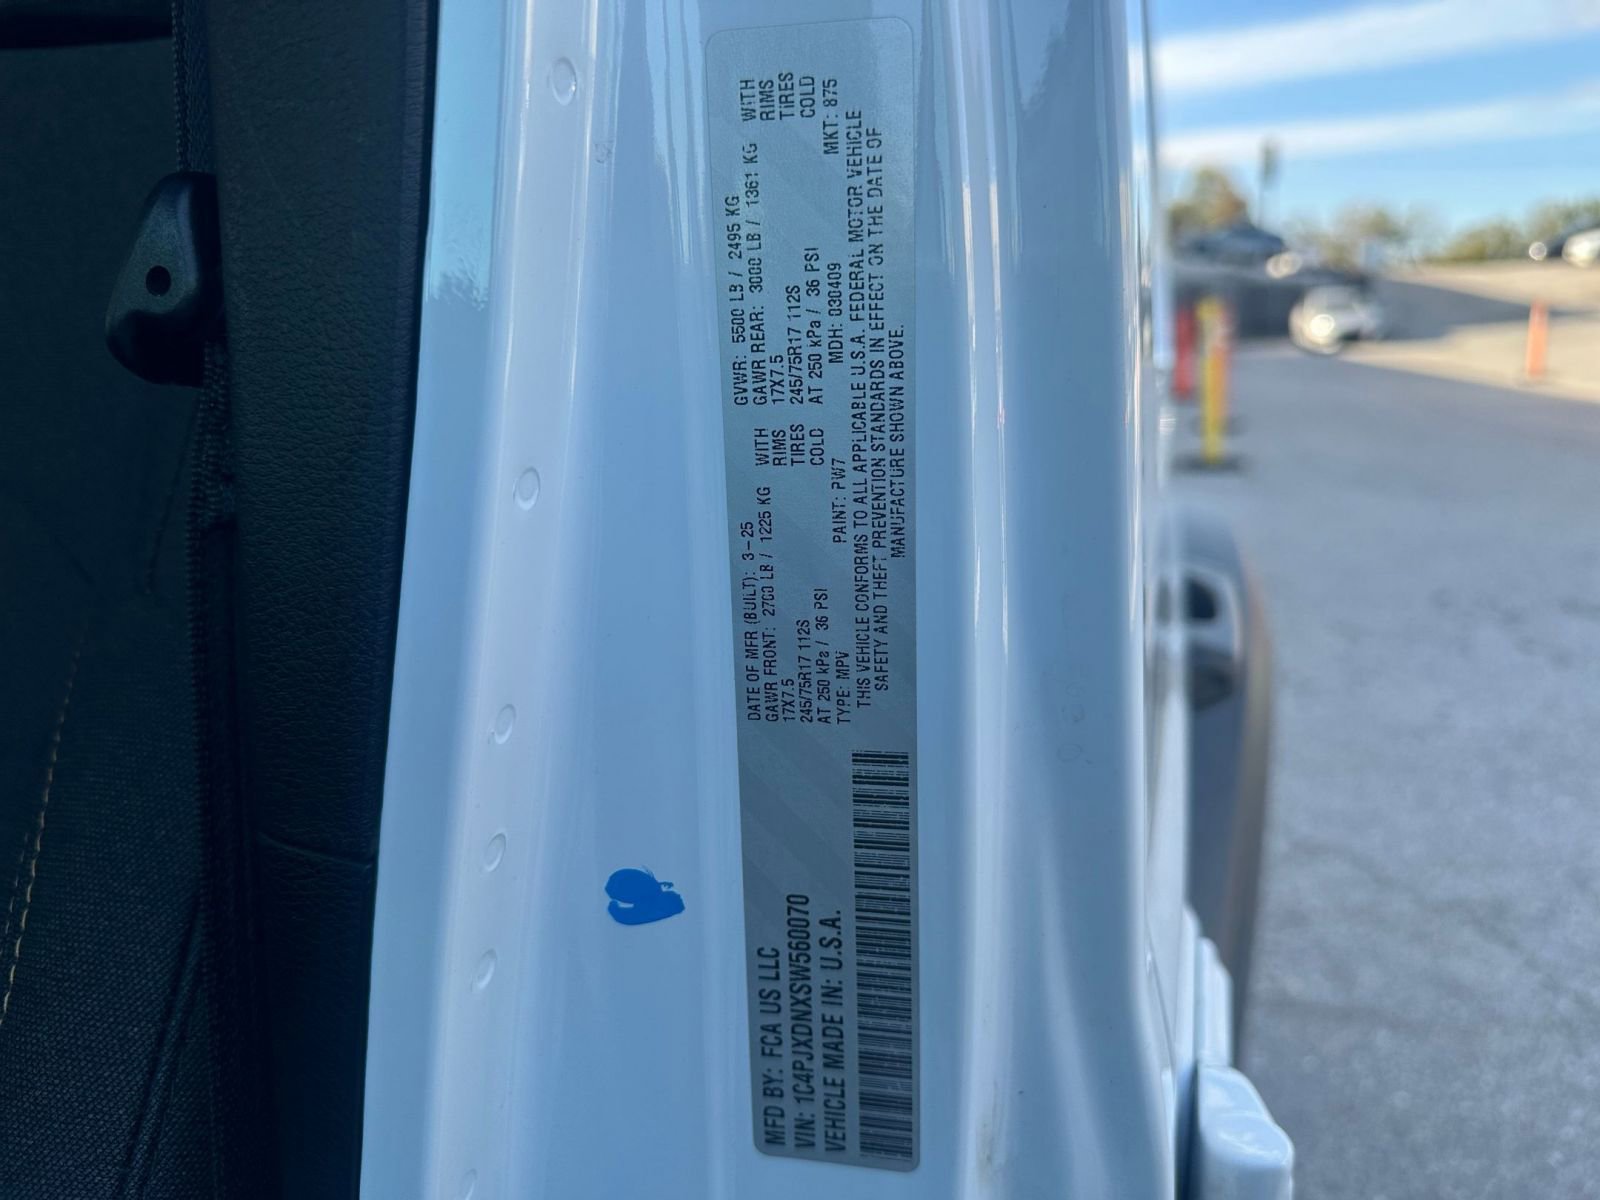 MFD BY: FCA US LLC
VIN: 1C4PJXDNXSW560070
VEHICLE MADE IN: U.S.A.
DATE OF MFR (BUILT): 3-25 GVWR: 5500 LB / 2495 KG
GAWR FRONT: 2700 LB / 1225 KG WITH GAWR REAR: 3000 LB / 1361 KG WITH
17X7.5 RIMS 17X7.5 RIMS
245/75R17 112S TIRES 245/75R17 112S TIRES
AT 250 kPa / 36 PSI COLD AT 250 kPa / 36 PSI COLD
TYPE: MPV PAINT: PW7 MDH: 030409 MKT: 875
THIS VEHICLE CONFORMS TO ALL APPLICABLE U.S.A. FEDERAL MOTOR VEHICLE
SAFETY AND THEFT PREVENTION STANDARDS IN EFFECT ON THE DATE OF
MANUFACTURE SHOWN ABOVE.